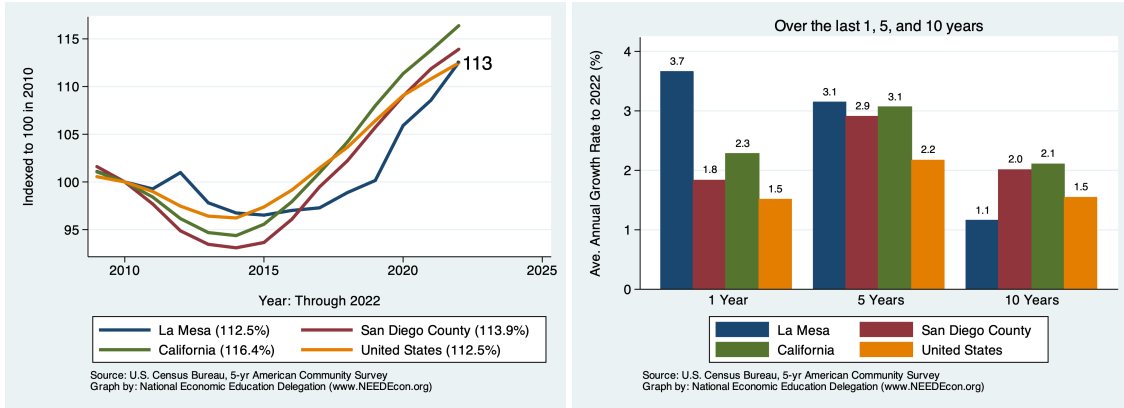 Indexed to 100 in 2010
115
110
105
100
95
113
2010 2015 2020 2025
Year: Through 2022
La Mesa (112.5%) San Diego County (113.9%)
California (116.4%) United States (112.5%)
Source: U.S. Census Bureau, 5-yr American Community Survey
Graph by: National Economic Education Delegation (www.NEEDEcon.org)
Over the last 1, 5, and 10 years
Ave. Annual Growth Rate to 2022 (%)
4
3
2
1
0
3.7 1.8 2.3 1.5
3.1 2.9 3.1 2.2
1.1 2.0 2.1 1.5
1 Year 5 Years 10 Years
La Mesa San Diego County
California United States
Source: U.S. Census Bureau, 5-yr American Community Survey
Graph by: National Economic Education Delegation (www.NEEDEcon.org)